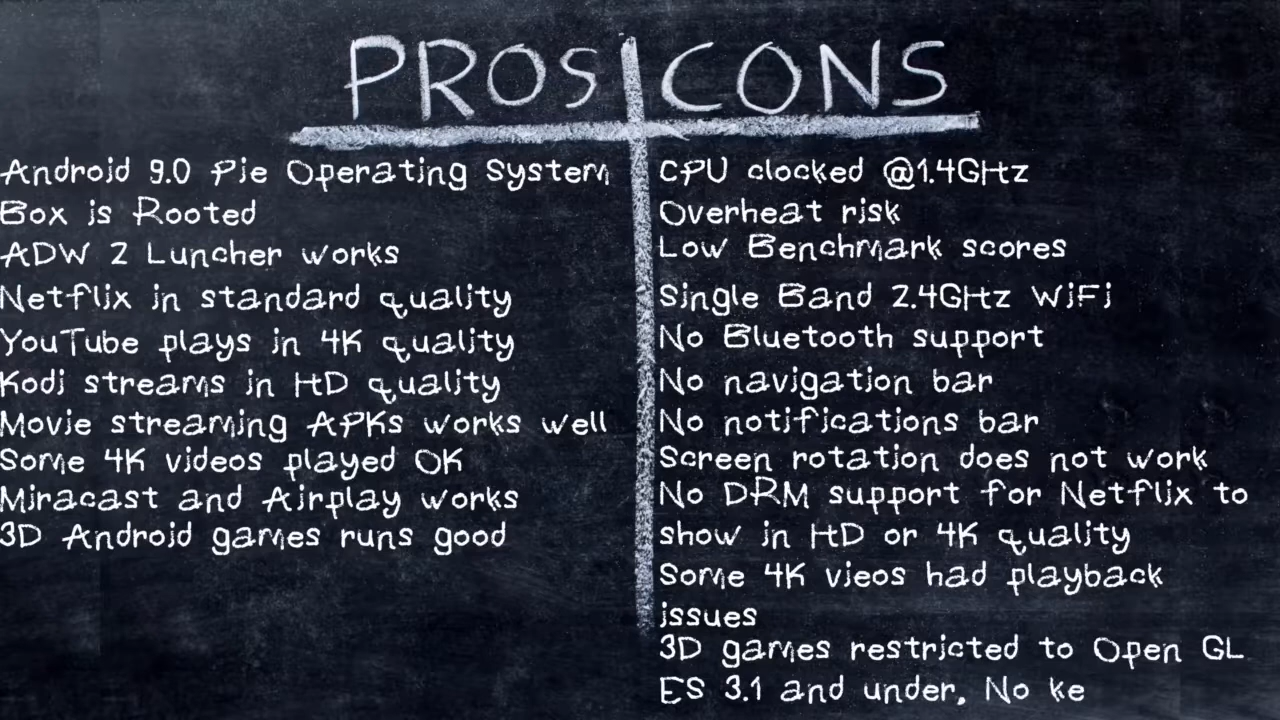 PROS CONS
Android 9.0 Pie Operating System
Box is Rooted
ADW 2 Luncher works
Netflix in standard quality
YouTube plays in 4K quality
Kodi streams in HD quality
Movie streaming APKs works well
Some 4K videos played OK
Miracast and Airplay works
3D Android games runs good
CPU clocked @1.4GHz
Overheat risk
Low Benchmark scores
Single Band 2.4GHz WiFi
No Bluetooth support
No navigation bar
No notifications bar
Screen rotation does not work
No DRM support for Netflix to
show in HD or 4K quality
Some 4K vieos had playback
issues
3D games restricted to Open GL
ES 3.1 and under. No ke